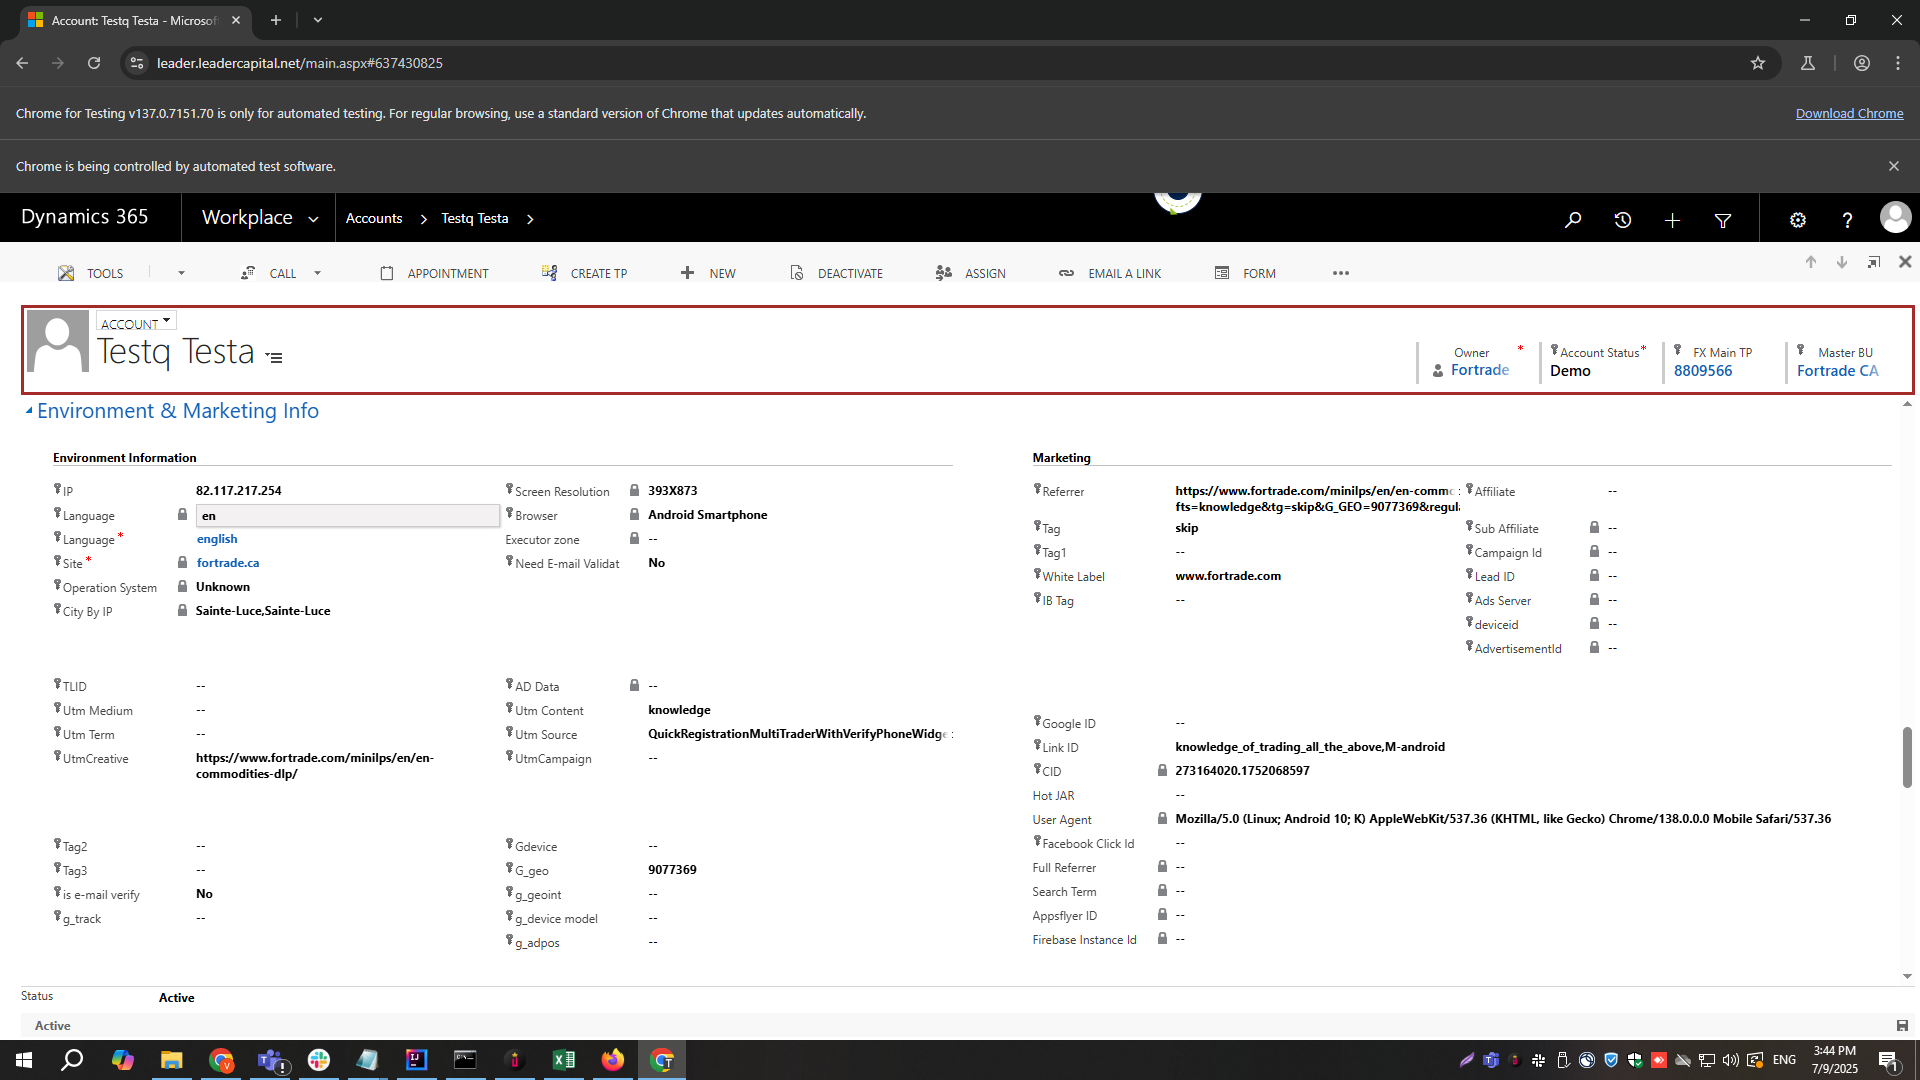 Account: Testq Testa - Microsof
leader.leadercapital.net/main.aspx#637430825
Chrome for Testing v137.0.7151.70 is only for automated testing. For regular browsing, use a standard version of Chrome that updates automatically.
Download Chrome
Chrome is being controlled by automated test software.
Dynamics 365
Workplace
Accounts
Testq Testa
TOOLS
CALL
APPOINTMENT
CREATE TP
NEW
DEACTIVATE
ASSIGN
EMAIL A LINK
FORM
ACCOUNT
Testq Testa
Owner *
Fortrade
Account Status *
Demo
FX Main TP
8809566
Master BU
Fortrade CA
Environment & Marketing Info
Environment Information
IP 82.117.217.254
Language en
Language * english
Site * fortrade.ca
Operation System Unknown
City By IP Sainte-Luce,Sainte-Luce
Screen Resolution 393X873
Browser Android Smartphone
Executor zone --
Need E-mail Validat No
TLID --
Utm Medium --
Utm Term --
UtmCreative https://www.fortrade.com/minilps/en/en-
commodities-dlp/
AD Data --
Utm Content knowledge
Utm Source QuickRegistrationMultiTraderWithVerifyPhoneWidge
UtmCampaign --
Tag2 --
Tag3 --
is e-mail verify No
g_track --
Gdevice --
G_geo 9077369
g_geoint --
g_device model --
g_adpos --
Marketing
Referrer https://www.fortrade.com/minilps/en/en-commo
fts=knowledge&tg=skip&G_GEO=9077369&regul
Tag skip
Tag1 --
White Label www.fortrade.com
IB Tag --
Affiliate --
Sub Affiliate --
Campaign Id --
Lead ID --
Ads Server --
deviceid --
AdvertisementId --
Google ID --
Link ID knowledge_of_trading_all_the_above,M-android
CID 273164020.1752068597
Hot JAR --
User Agent Mozilla/5.0 (Linux; Android 10; K) AppleWebKit/537.36 (KHTML, like Gecko) Chrome/138.0.0.0 Mobile Safari/537.36
Facebook Click Id --
Full Referrer --
Search Term --
Appsflyer ID --
Firebase Instance Id --
Status Active
Active
ENG
3:44 PM
7/9/2025
1